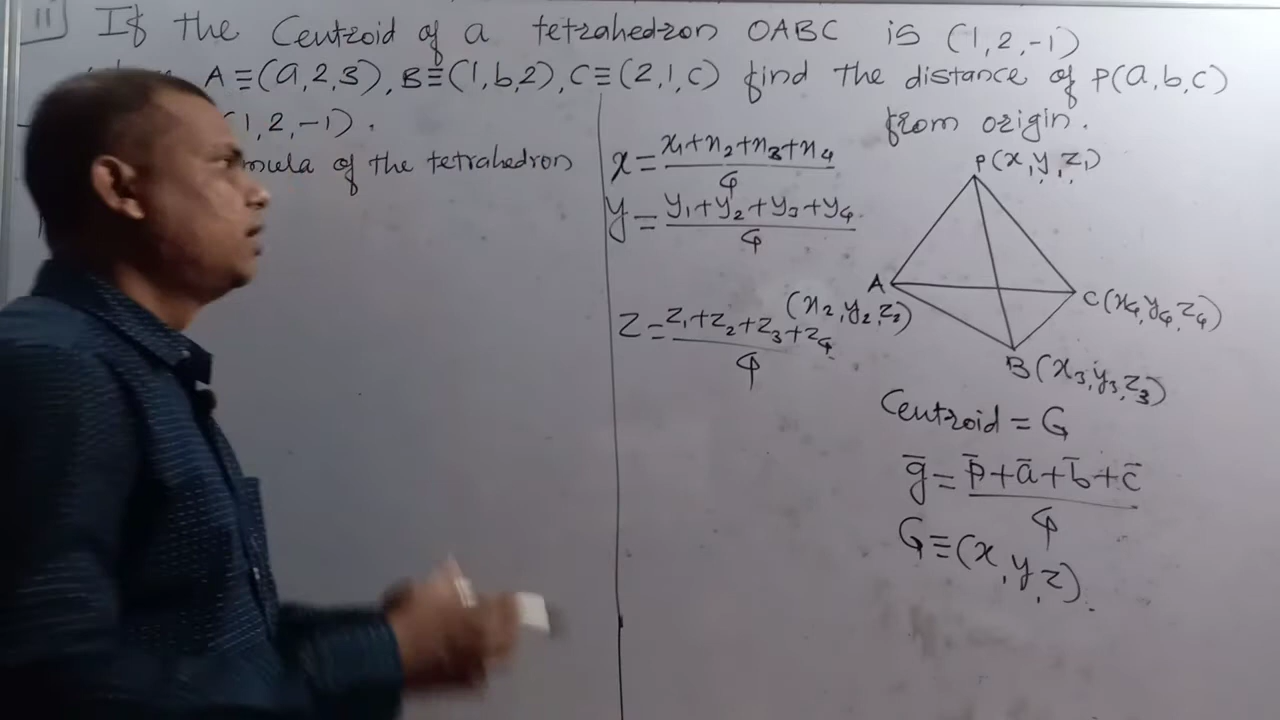 11 If the Centroid of a tetrahedron OABC is (1,2,-1)
A≡(a,2,3), B≡(1,b,2), C≡(2,1,c) find the distance of P(a,b,c)
(1,2,-1). from origin.
mula of the tetrahedron
x = x1+x2+x3+x4
4
y = y1+y2+y3+y4
4
z = z1+z2+z3+z4
4
P(x,y,z1)
A
(x2,y2,z2)
C(x4,y4,z4)
B(x3,y3,z3)
Centroid = G
g̅ = p̅+a̅+b̅+c̅
4
G≡(x,y,z).